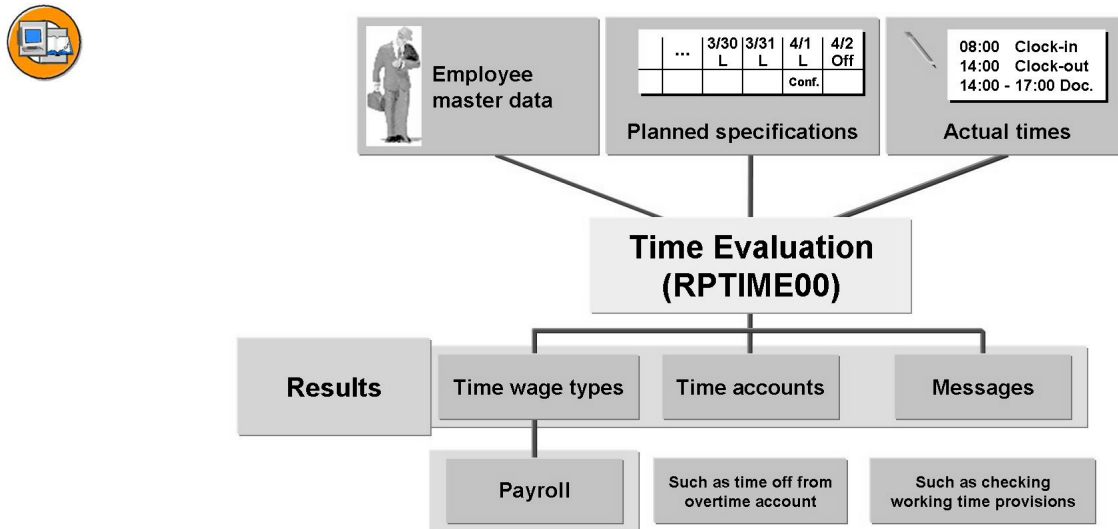 Employee
master data
... 3/30 3/31 4/1 4/2
L L L Off
Conf.
Planned specifications
08:00 Clock-in
14:00 Clock-out
14:00 - 17:00 Doc.
Actual times
Time Evaluation
(RPTIME00)
Results
Time wage types
Time accounts
Messages
Payroll
Such as time off from
overtime account
Such as checking
working time provisions